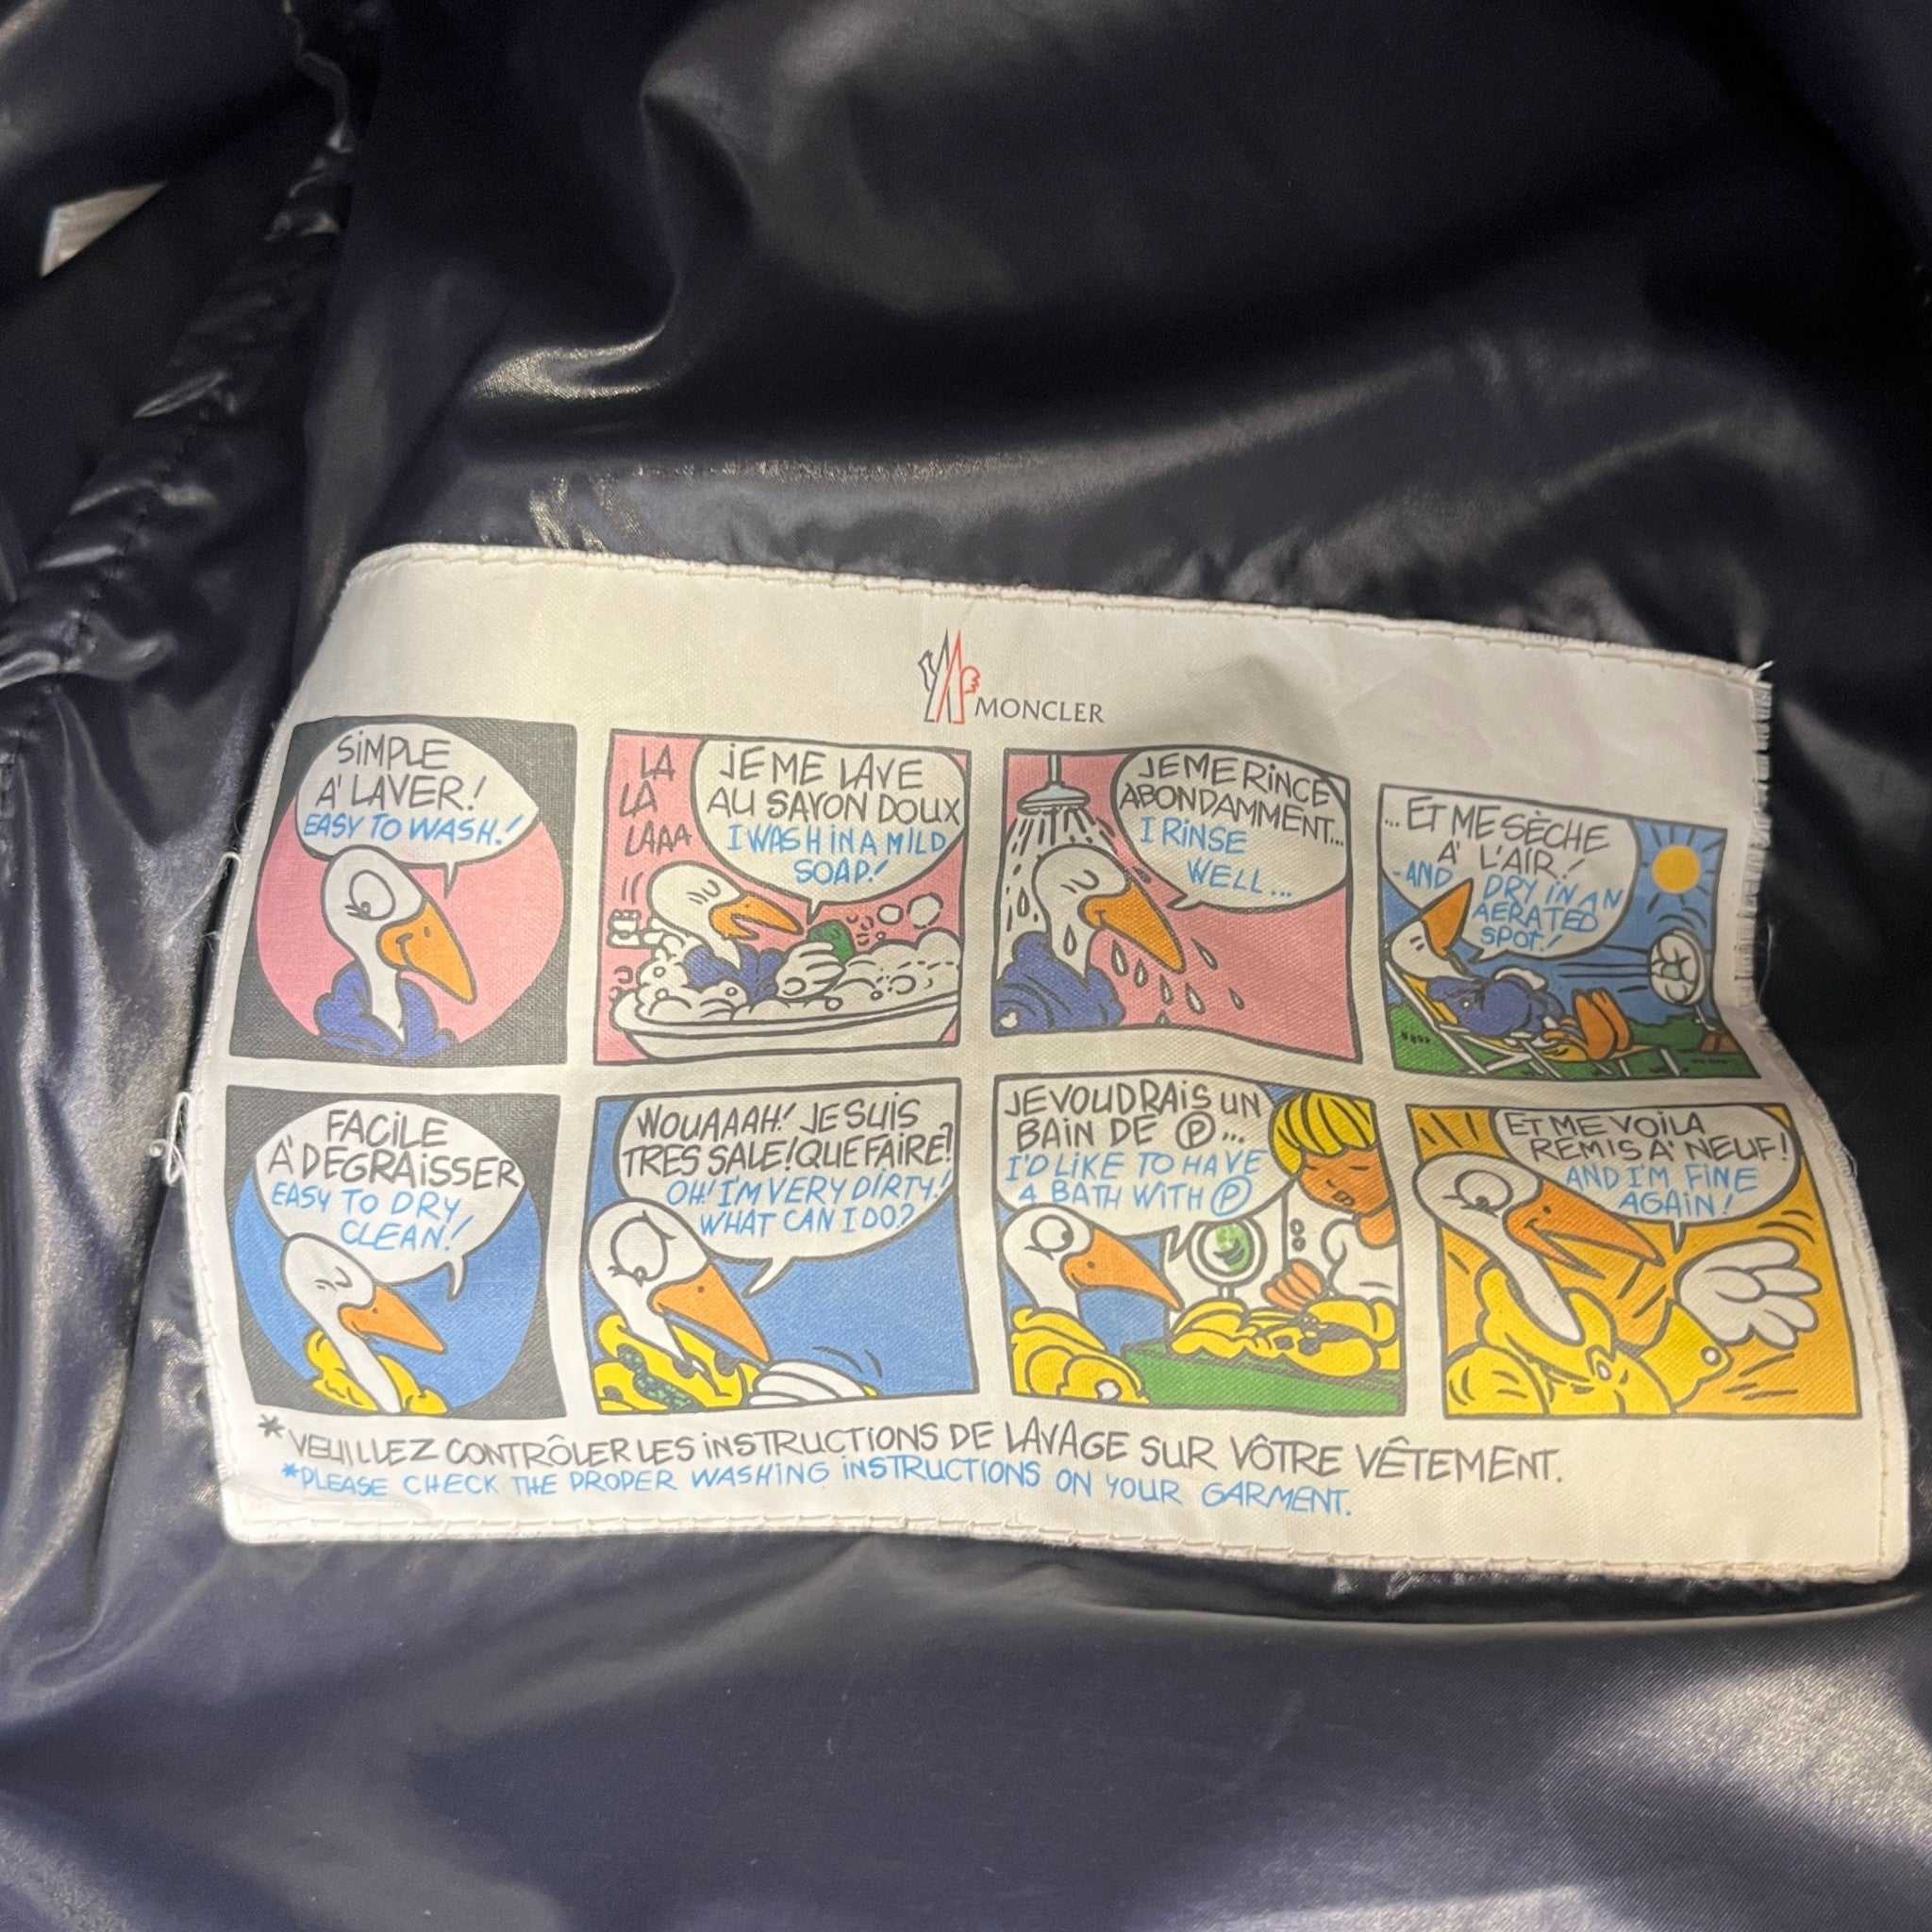 MONCLER
SIMPLE
A' LAVER!
EASY TO WASH!
LA
LA
LAAA
JE ME LAVE
AU SAVON DOUX
I WASH IN A MILD
SOAP!
JE ME RINCE
ABONDAMMENT...
I RINSE
WELL...
...ET ME SÈCHE
A' L'AIR!
-AND DRY IN AN
AERATED
SPOT!
FACILE
A' DEGRAISSER
EASY TO DRY
CLEAN!
WOUAAAH! JE SUIS
TRES SALE! QUE FAIRE?
OH! I'M VERY DIRTY!
WHAT CAN I DO?
JE VOUDRAIS UN
BAIN DE Ⓟ...
I'D LIKE TO HAVE
A BATH WITH Ⓟ
ET ME VOILA
REMIS A' NEUF!
AND I'M FINE
AGAIN!
*VEUILLEZ CONTRÔLER LES INSTRUCTIONS DE LAVAGE SUR VÔTRE VÊTEMENT.
*PLEASE CHECK THE PROPER WASHING INSTRUCTIONS ON YOUR GARMENT.